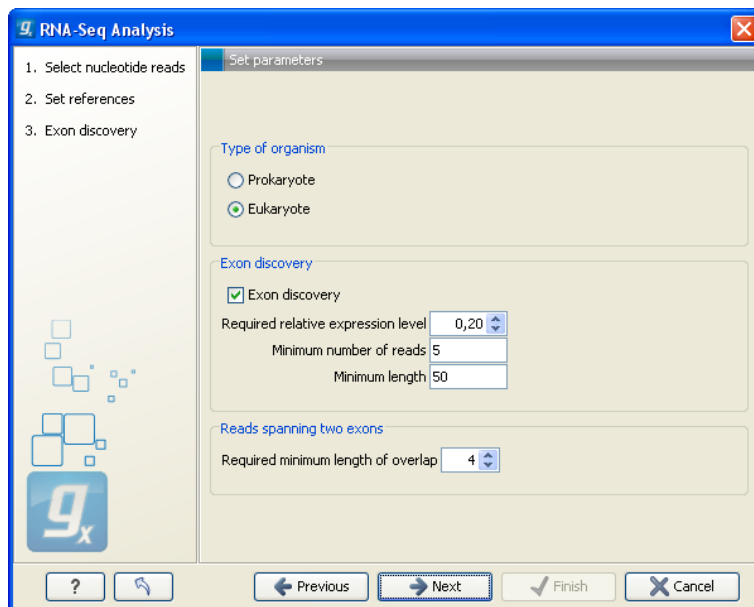 RNA-Seq Analysis
1. Select nucleotide reads
2. Set references
3. Exon discovery
Set parameters
Type of organism
Prokaryote
Eukaryote
Exon discovery
Exon discovery
Required relative expression level 0,20
Minimum number of reads 5
Minimum length 50
Reads spanning two exons
Required minimum length of overlap 4
gx
? Previous Next Finish Cancel